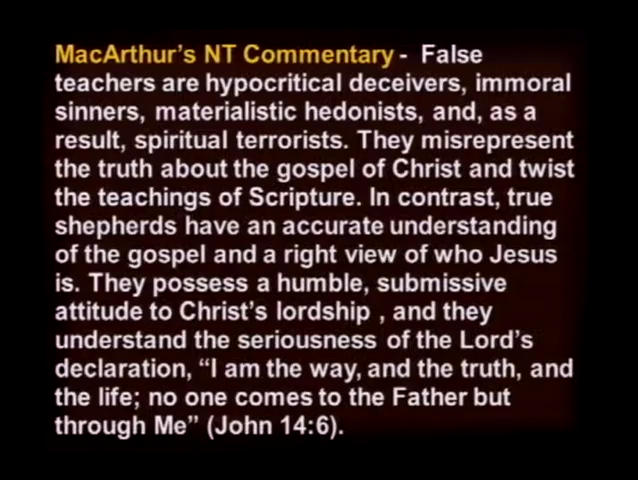 MacArthur's NT Commentary - False
teachers are hypocritical deceivers, immoral
sinners, materialistic hedonists, and, as a
result, spiritual terrorists. They misrepresent
the truth about the gospel of Christ and twist
the teachings of Scripture. In contrast, true
shepherds have an accurate understanding
of the gospel and a right view of who Jesus
is. They possess a humble, submissive
attitude to Christ's lordship , and they
understand the seriousness of the Lord's
declaration, “I am the way, and the truth, and
the life; no one comes to the Father but
through Me” (John 14:6).